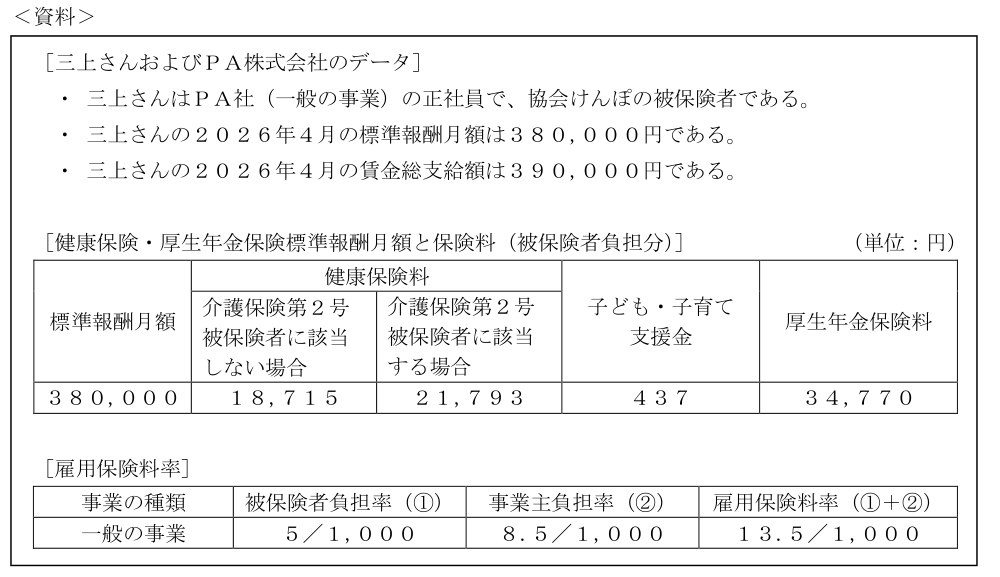 ＜資料＞
［三上さんおよびＰＡ株式会社のデータ］
・ 三上さんはＰＡ社（一般の事業）の正社員で、協会けんぽの被保険者である。
・ 三上さんの２０２６年４月の標準報酬月額は３８０，０００円である。
・ 三上さんの２０２６年４月の賃金総支給額は３９０，０００円である。
［健康保険・厚生年金保険標準報酬月額と保険料（被保険者負担分）］ （単位：円）
標準報酬月額 健康保険料 子ども・子育て支援金 厚生年金保険料
介護保険第２号被保険者に該当しない場合 介護保険第２号被保険者に該当する場合
３８０，０００ １８，７１５ ２１，７９３ ４３７ ３４，７７０
［雇用保険料率］
事業の種類 被保険者負担率（①） 事業主負担率（②） 雇用保険料率（①＋②）
一般の事業 ５／１，０００ ８．５／１，０００ １３．５／１，０００